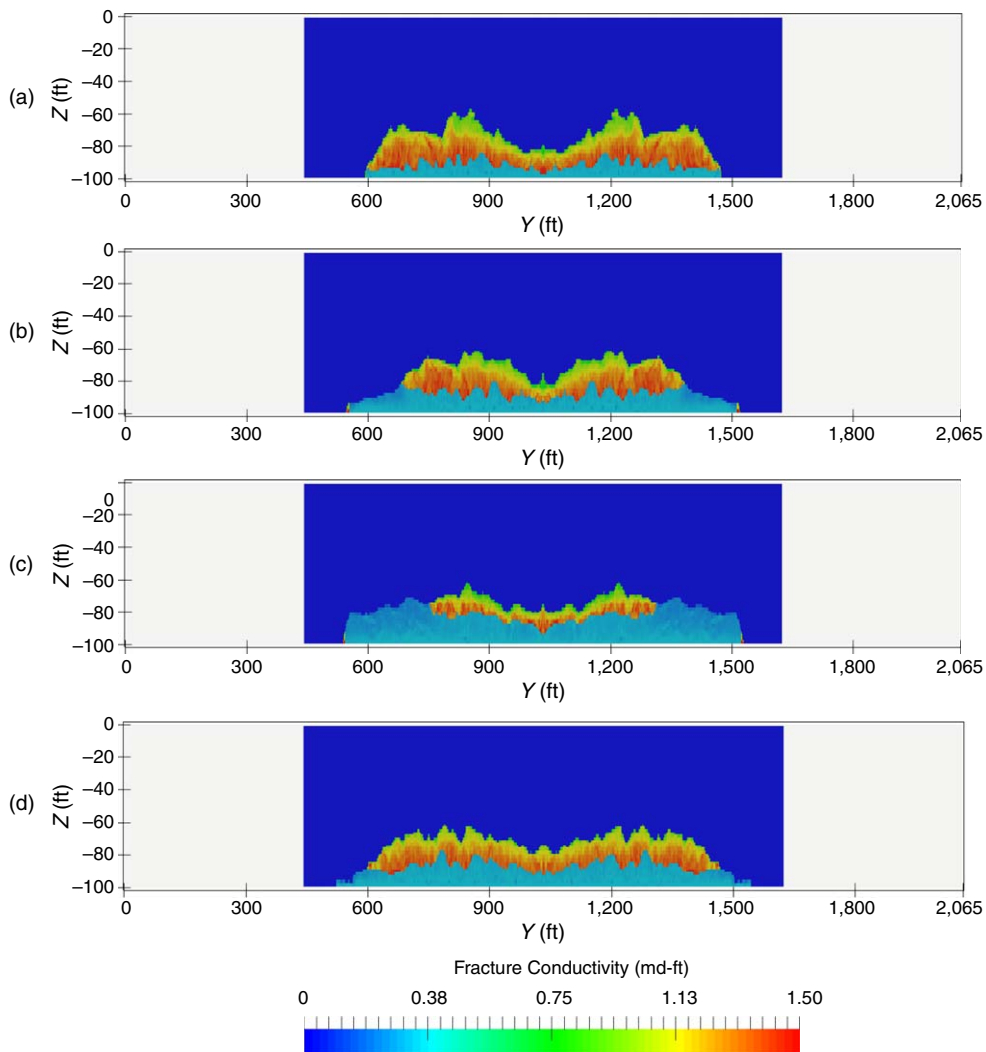 0
–20
–40
–60
–80
–100
Z (ft)
(a)
0 300 600 900 1,200 1,500 1,800 2,065
Y (ft)
0
–20
–40
–60
–80
–100
Z (ft)
(b)
0 300 600 900 1,200 1,500 1,800 2,065
Y (ft)
0
–20
–40
–60
–80
–100
Z (ft)
(c)
0 300 600 900 1,200 1,500 1,800 2,065
Y (ft)
0
–20
–40
–60
–80
–100
Z (ft)
(d)
0 300 600 900 1,200 1,500 1,800 2,065
Y (ft)
Fracture Conductivity (md-ft)
0 0.38 0.75 1.13 1.50